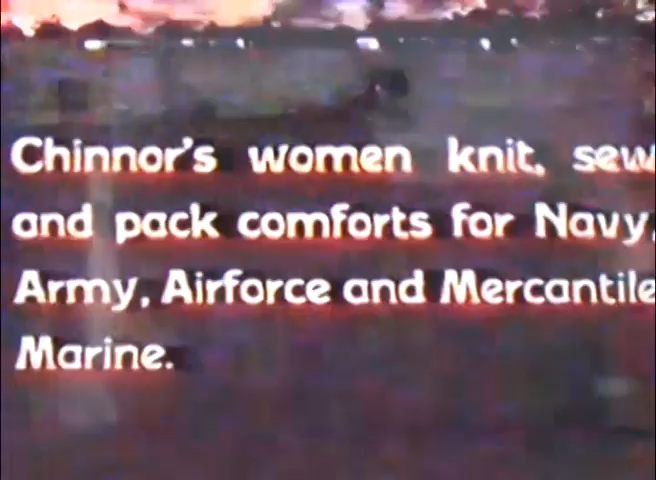 Chinnor's women knit, sew
and pack comforts for Navy,
Army, Airforce and Mercantile
Marine.